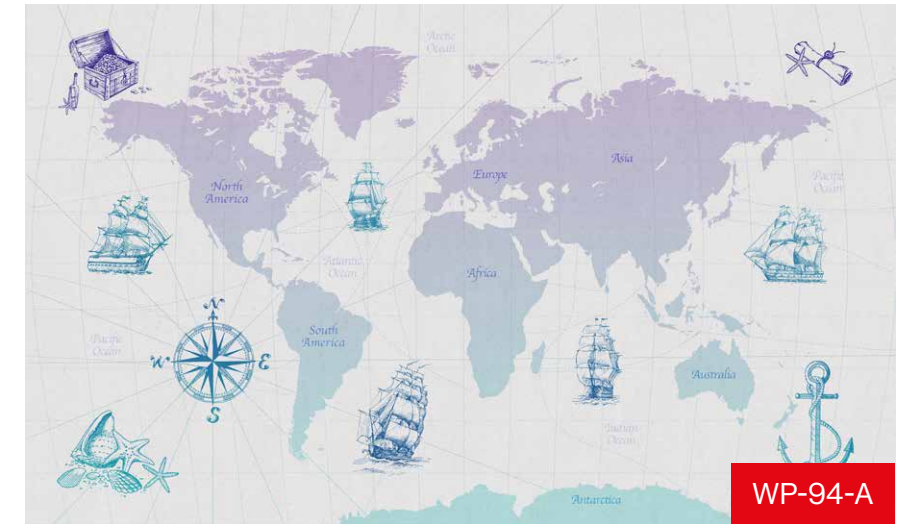 Arctic
Ocean
Asia
Europe
Pacific
Ocean
North
America
Atlantic
Ocean
Africa
N
South
America
Pacific
Ocean
W
E
Australia
S
Indian
Ocean
Antarctica
WP-94-A